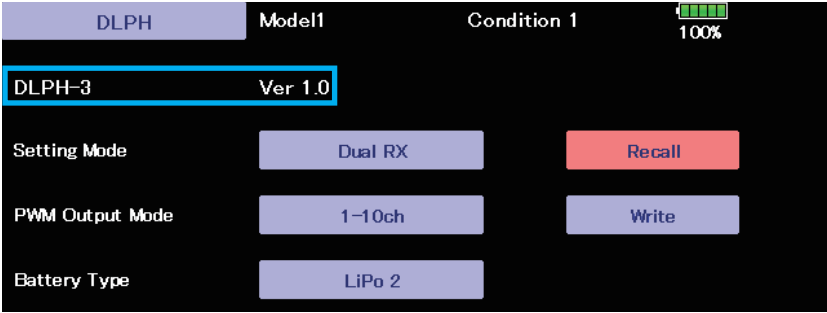 DLPH Model1 Condition 1
100%
DLPH-3 Ver 1.0
Setting Mode Dual RX Recall
PWM Output Mode 1-10ch Write
Battery Type LiPo 2